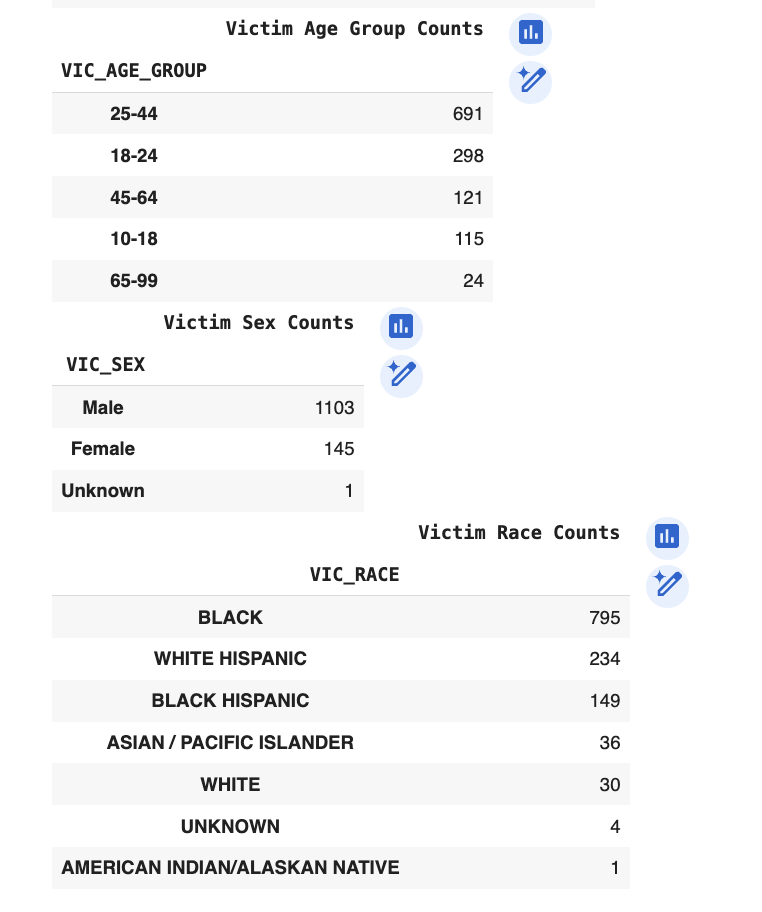 Victim Age Group Counts
VIC_AGE_GROUP
25-44 691
18-24 298
45-64 121
10-18 115
65-99 24
Victim Sex Counts
VIC_SEX
Male 1103
Female 145
Unknown 1
Victim Race Counts
VIC_RACE
BLACK 795
WHITE HISPANIC 234
BLACK HISPANIC 149
ASIAN / PACIFIC ISLANDER 36
WHITE 30
UNKNOWN 4
AMERICAN INDIAN/ALASKAN NATIVE 1